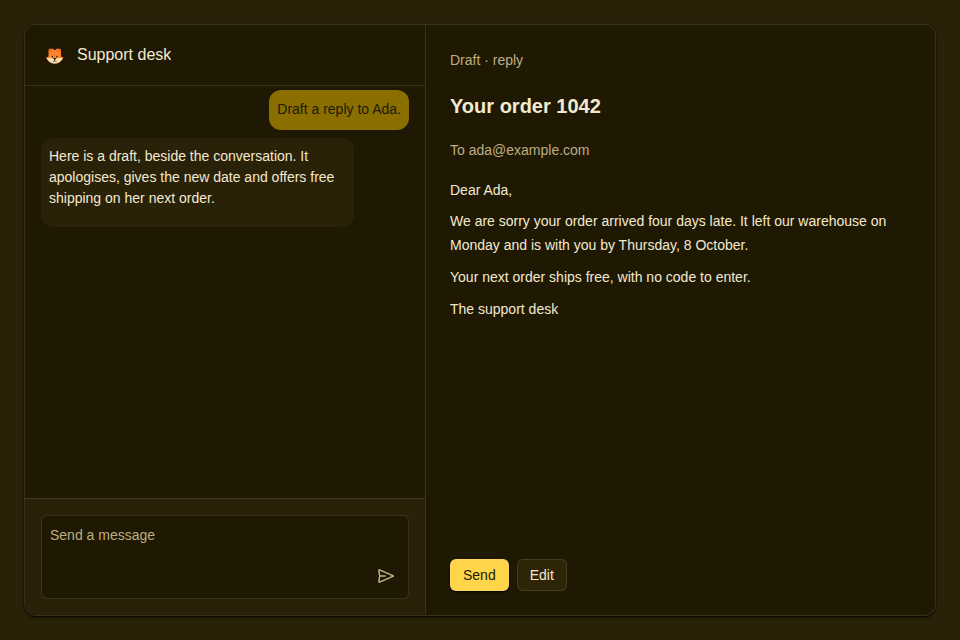 Support desk
Draft a reply to Ada.
Here is a draft, beside the conversation. It
apologises, gives the new date and offers free
shipping on her next order.
Send a message
Draft · reply
Your order 1042
To ada@example.com
Dear Ada,
We are sorry your order arrived four days late. It left our warehouse on
Monday and is with you by Thursday, 8 October.
Your next order ships free, with no code to enter.
The support desk
Send
Edit